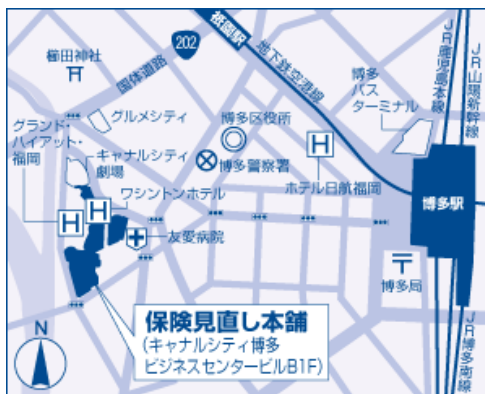 202
祇園駅
櫛田神社
国体道路
地下鉄空港線
JR鹿児島本線
JR山陽新幹線
博多
バス
ターミナル
グルメシティ
博多区役所
グランド・
ハイアット・
福岡
キャナルシティ
劇場
H
博多警察署
ホテル日航福岡
ワシントンホテル
H
H
博多駅
友愛病院
〒
博多局
保険見直し本舗
(キャナルシティ博多
ビジネスセンタービルB1F)
N
JR博多南線